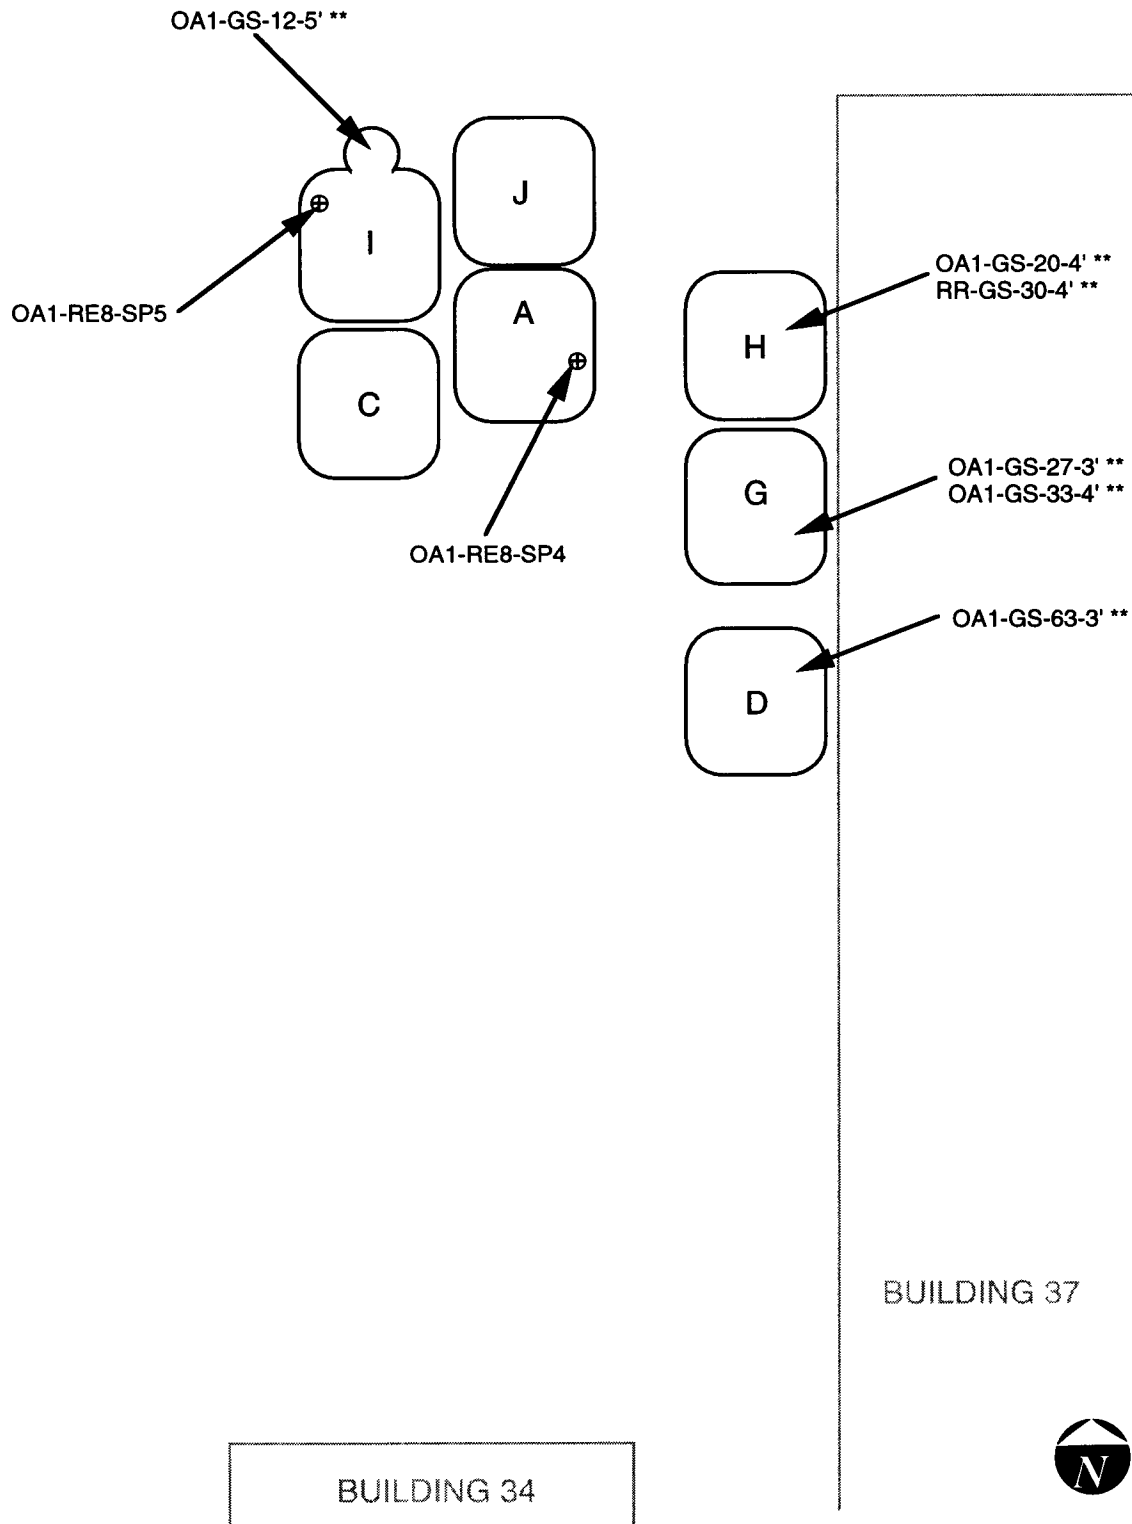 OA1-GS-12-5' **
J
I
OA1-GS-20-4' **
RR-GS-30-4' **
OA1-RE8-SP5
A
H
C
OA1-GS-27-3' **
OA1-GS-33-4' **
G
OA1-RE8-SP4
OA1-GS-63-3' **
D
BUILDING 37
N
BUILDING 34